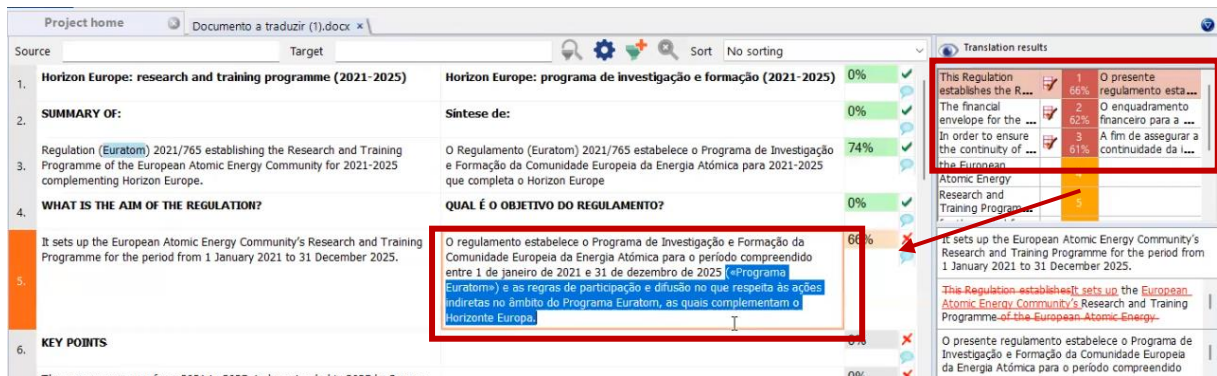 Project home
Documento a traduzir (1).docx ×
Source
Target
Sort No sorting
Translation results
1.
Horizon Europe: research and training programme (2021-2025)
Horizon Europe: programa de investigação e formação (2021-2025)
0%
2.
SUMMARY OF:
Síntese de:
0%
3.
Regulation (Euratom) 2021/765 establishing the Research and Training
Programme of the European Atomic Energy Community for 2021-2025
complementing Horizon Europe.
O Regulamento (Euratom) 2021/765 estabelece o Programa de Investigação
e Formação da Comunidade Europeia da Energia Atómica para 2021-2025
que completa o Horizon Europe
74%
4.
WHAT IS THE AIM OF THE REGULATION?
QUAL É O OBJETIVO DO REGULAMENTO?
0%
5.
It sets up the European Atomic Energy Community's Research and Training
Programme for the period from 1 January 2021 to 31 December 2025.
O regulamento estabelece o Programa de Investigação e Formação da
Comunidade Europeia da Energia Atómica para o período compreendido
entre 1 de janeiro de 2021 e 31 de dezembro de 2025 («Programa
Euratom») e as regras de participação e difusão no que respeita às ações
indiretas no âmbito do Programa Euratom, as quais complementam o
Horizonte Europa.
66%
6.
KEY POINTS
0%
0%
This Regulation
establishes the R...
1
66%
O presente
regulamento esta...
The financial
envelope for the ...
2
62%
O enquadramento
financeiro para a ...
In order to ensure
the continuity of ...
3
61%
A fim de assegurar a
continuidade da i...
the European
Atomic Energy
4
Research and
Training Program...
5
It sets up the European Atomic Energy Community's
Research and Training Programme for the period from
1 January 2021 to 31 December 2025.
This Regulation establishesIt sets up the European
Atomic Energy Community's Research and Training
Programme of the European Atomic Energy
O presente regulamento estabelece o Programa de
Investigação e Formação da Comunidade Europeia
da Energia Atómica para o período compreendido